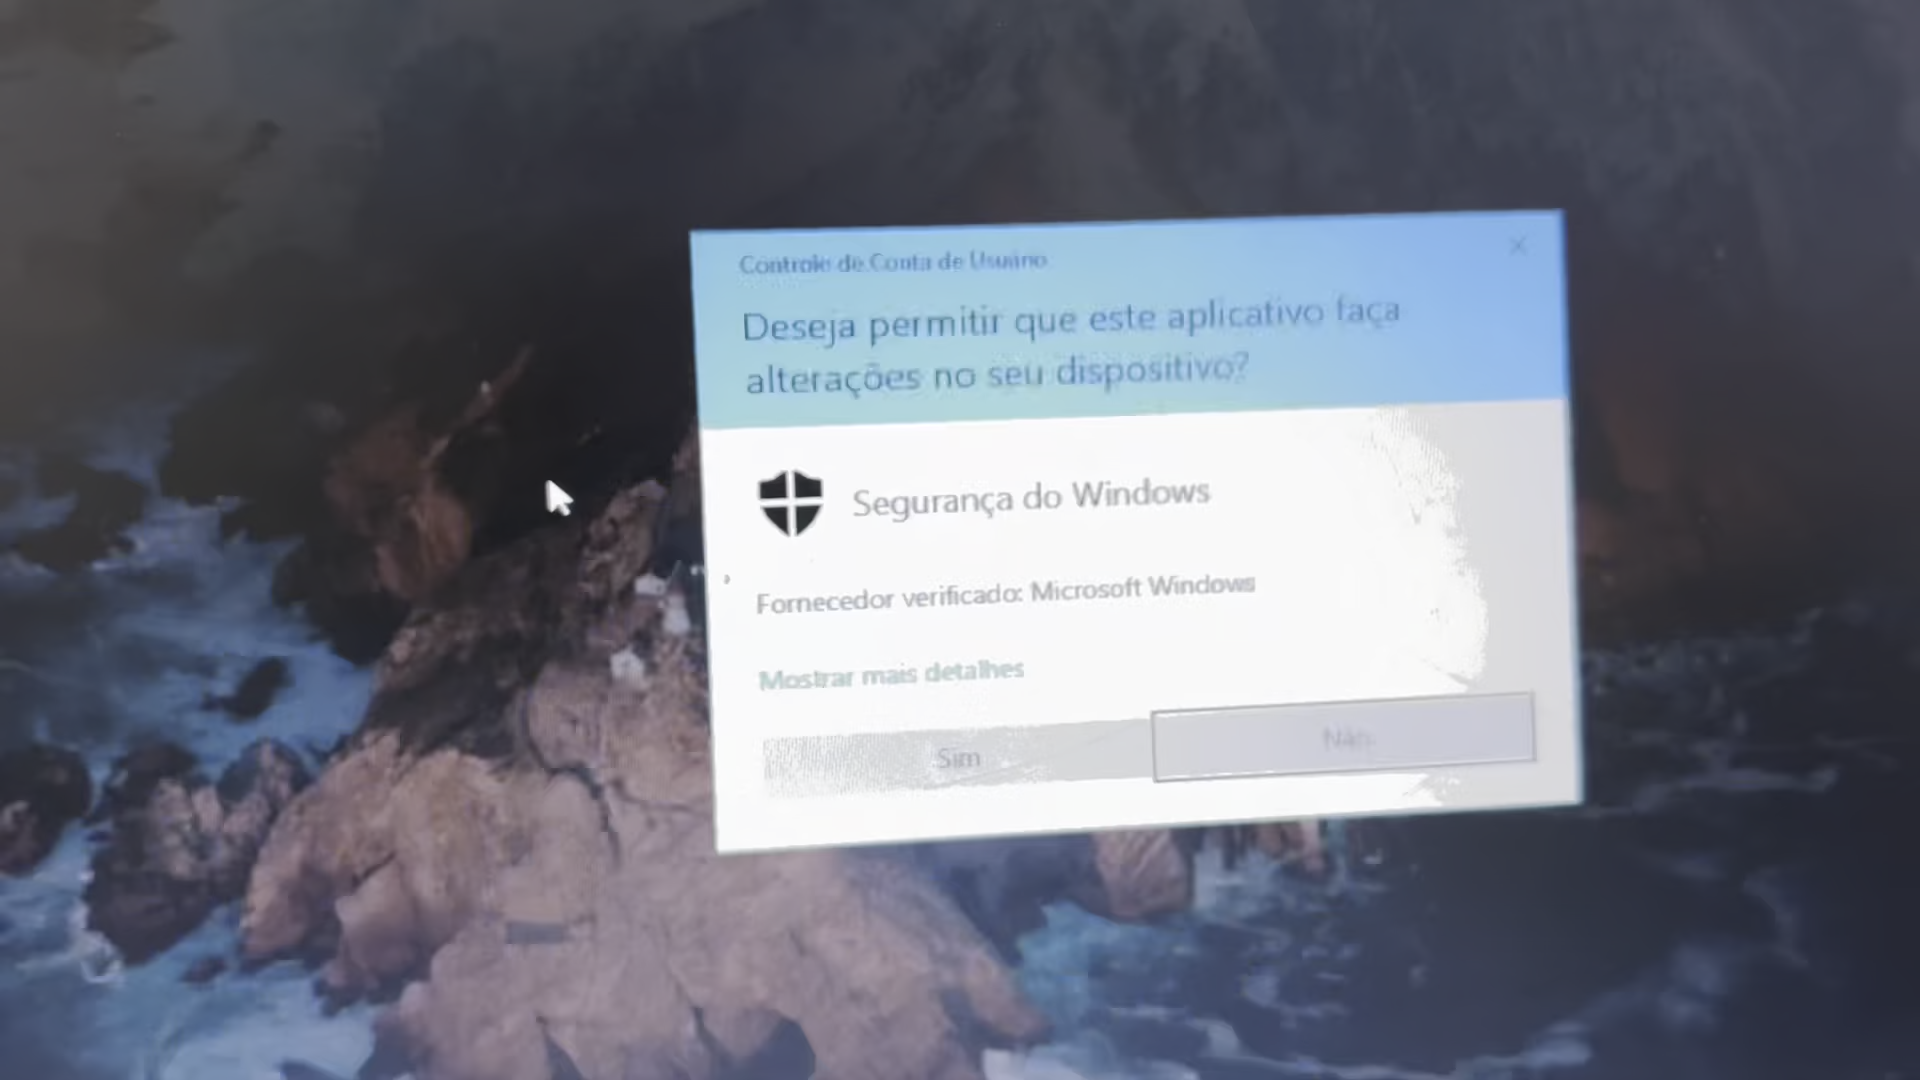 Controle de Conta de Usuário
Deseja permitir que este aplicativo faça
alterações no seu dispositivo?
Segurança do Windows
Fornecedor verificado: Microsoft Windows
Mostrar mais detalhes
Sim
Não